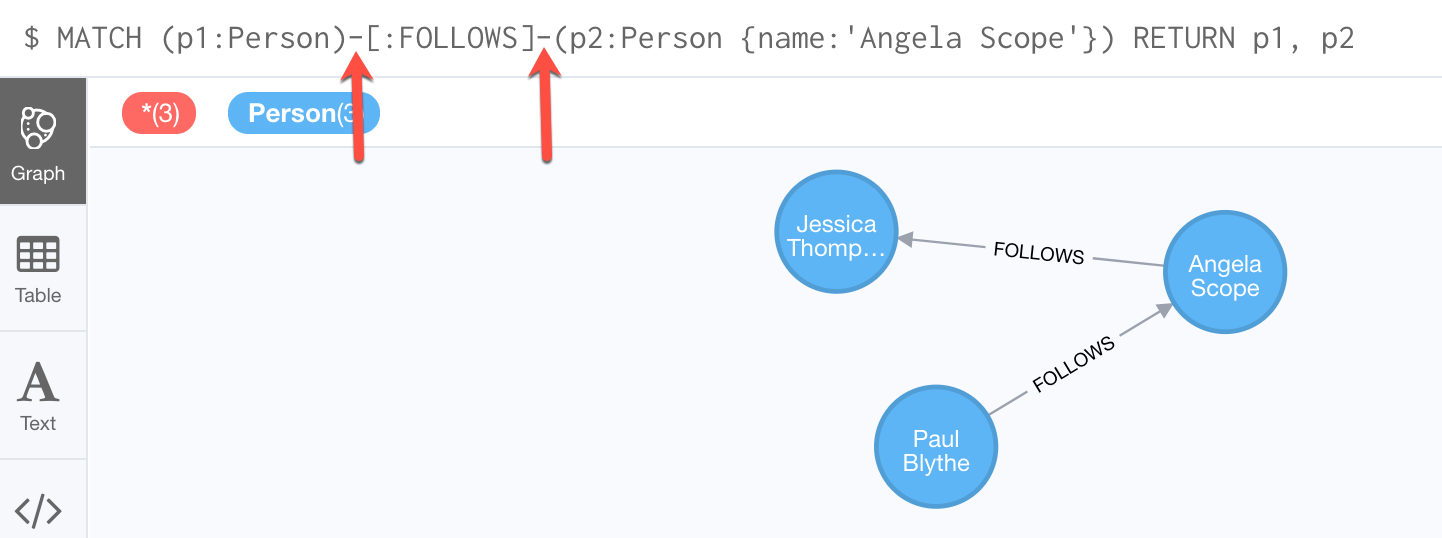 $ MATCH (p1:Person)-[:FOLLOWS]-(p2:Person {name:'Angela Scope'}) RETURN p1, p2
*(3) Person(3
Graph
Table
A
Text
</>
Jessica
Thomp...
FOLLOWS
Angela
Scope
FOLLOWS
Paul
Blythe